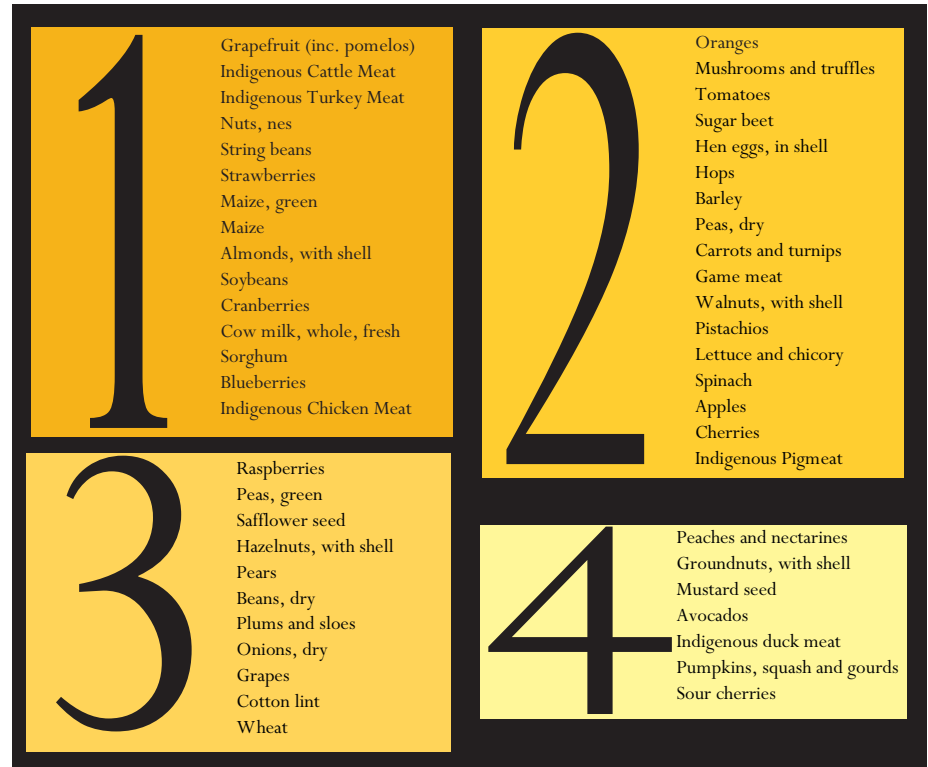 1
Grapefruit (inc. pomelos)
Indigenous Cattle Meat
Indigenous Turkey Meat
Nuts, nes
String beans
Strawberries
Maize, green
Maize
Almonds, with shell
Soybeans
Cranberries
Cow milk, whole, fresh
Sorghum
Blueberries
Indigenous Chicken Meat
2
Oranges
Mushrooms and truffles
Tomatoes
Sugar beet
Hen eggs, in shell
Hops
Barley
Peas, dry
Carrots and turnips
Game meat
Walnuts, with shell
Pistachios
Lettuce and chicory
Spinach
Apples
Cherries
Indigenous Pigmeat
3
Raspberries
Peas, green
Safflower seed
Hazelnuts, with shell
Pears
Beans, dry
Plums and sloes
Onions, dry
Grapes
Cotton lint
Wheat
4
Peaches and nectarines
Groundnuts, with shell
Mustard seed
Avocados
Indigenous duck meat
Pumpkins, squash and gourds
Sour cherries